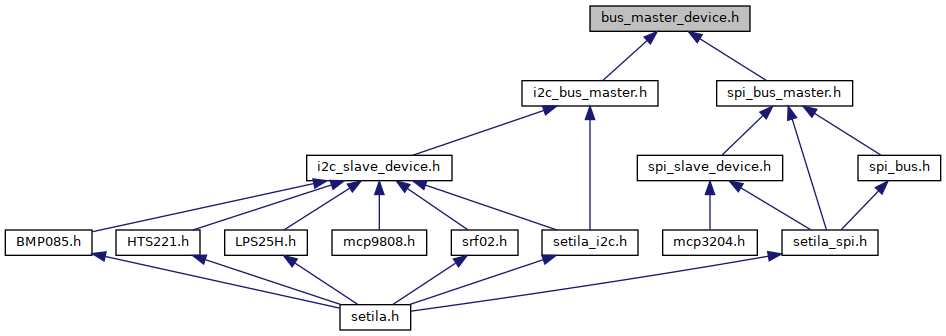 bus_master_device.h
i2c_bus_master.h
spi_bus_master.h
i2c_slave_device.h
spi_slave_device.h
spi_bus.h
BMP085.h
HTS221.h
LPS25H.h
mcp9808.h
srf02.h
setila_i2c.h
mcp3204.h
setila_spi.h
setila.h